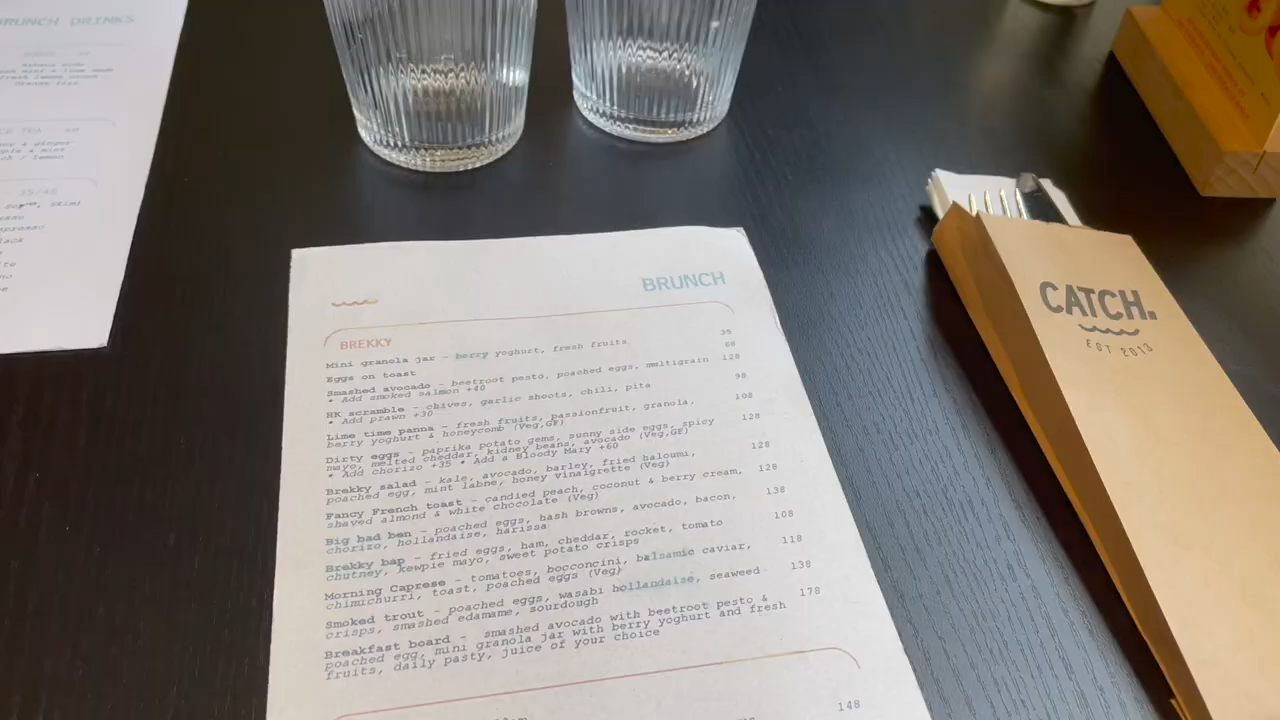 BRUNCH DRINKS
ICE TEA
35/45
CATCH.
EST 2013
BRUNCH
BREKKY
Mini granola jar - berry yoghurt, fresh fruits 35
Eggs on toast 68
Smashed avocado - beetroot pesto, poached eggs, smltigrain 128
• Add smoked salmon +40
HK scramble - chives, garlic shoots, chili, pita 98
• Add prawn +30
Lime time panna - fresh fruits, passionfruit, granola, 108
berry yoghurt & honeycomb (Veg,GF)
Dirty eggs - paprika potato gems, sunny side eggs, spicy 128
mayo, melted cheddar, kidney beans, avocado (Veg,GF)
• Add chorizo +35 • Add a Bloody Mary +60
Brekky salad - kale, avocado, barley, fried haloumi, 128
poached egg, mint labne, honey vinaigrette (Veg)
Fancy French toast - candied peach, coconut & berry cream, 128
shaved almond & white chocolate (Veg)
Big bad ben - poached eggs, hash browns, avocado, bacon, 138
chorizo, hollandaise, harissa
Brekky bap - fried eggs, ham, cheddar, rocket, tomato 108
chutney, kewpie mayo, sweet potato crisps
Morning Caprese - tomatoes, bocconcini, balsamic caviar, 118
chimichurri, toast, poached eggs (Veg)
Smoked trout - poached eggs, wasabi hollandaise, seaweed 138
crisps, smashed edamame, sourdough
Breakfast board - smashed avocado with beetroot pesto & 178
poached egg, mini granola jar with berry yoghurt and fresh
fruits, daily pasty, juice of your choice
148